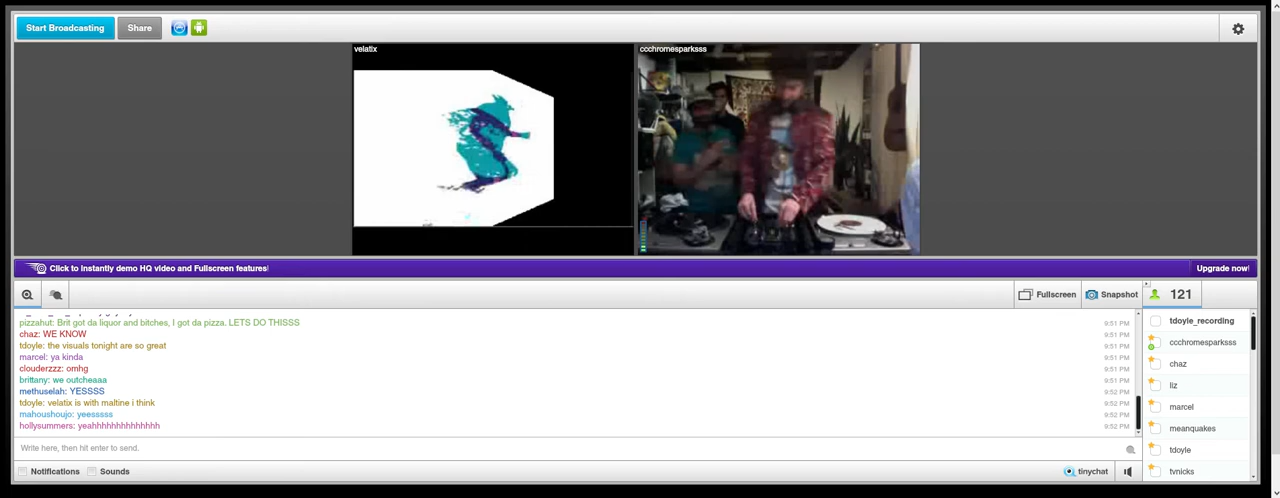 Start Broadcasting
Share
velatix
ccchromesparksss
Click to instantly demo HQ video and Fullscreen features!
Upgrade now!
Fullscreen
Snapshot
121
pizzahut: Brit got da liquor and bitches, I got da pizza. LETS DO THISSS 9:51 PM
chaz: WE KNOW 9:51 PM
tdoyle: the visuals tonight are so great 9:51 PM
marcel: ya kinda 9:51 PM
clouderzzz: omhg 9:51 PM
brittany: we outcheaaa 9:51 PM
methuselah: YESSSS 9:52 PM
tdoyle: velatix is with maltine i think 9:52 PM
mahoushoujo: yeesssss 9:52 PM
hollysummers: yeahhhhhhhhhhhhhh 9:52 PM
tdoyle_recording
ccchromesparksss
chaz
liz
marcel
meanquakes
tdoyle
tvnicks
Write here, then hit enter to send.
Notifications
Sounds
tinychat